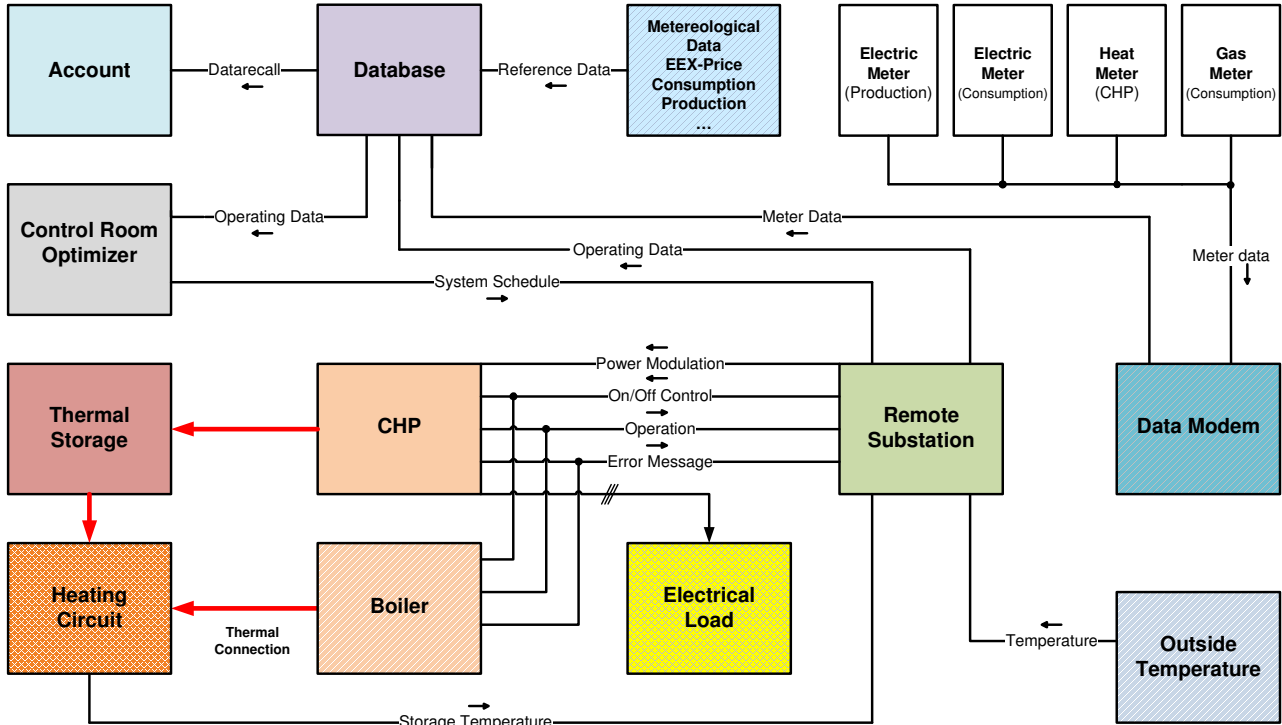 Account
Datarecall
Database
Reference Data
Metereological
Data
EEX-Price
Consumption
Production
...
Electric
Meter
(Production)
Electric
Meter
(Consumption)
Heat
Meter
(CHP)
Gas
Meter
(Consumption)
Control Room
Optimizer
Operating Data
Meter Data
Operating Data
Meter data
System Schedule
Thermal
Storage
CHP
Power Modulation
On/Off Control
Operation
Error Message
Remote
Substation
Data Modem
Heating
Circuit
Thermal
Connection
Boiler
Electrical
Load
Temperature
Outside
Temperature
Storage Temperature